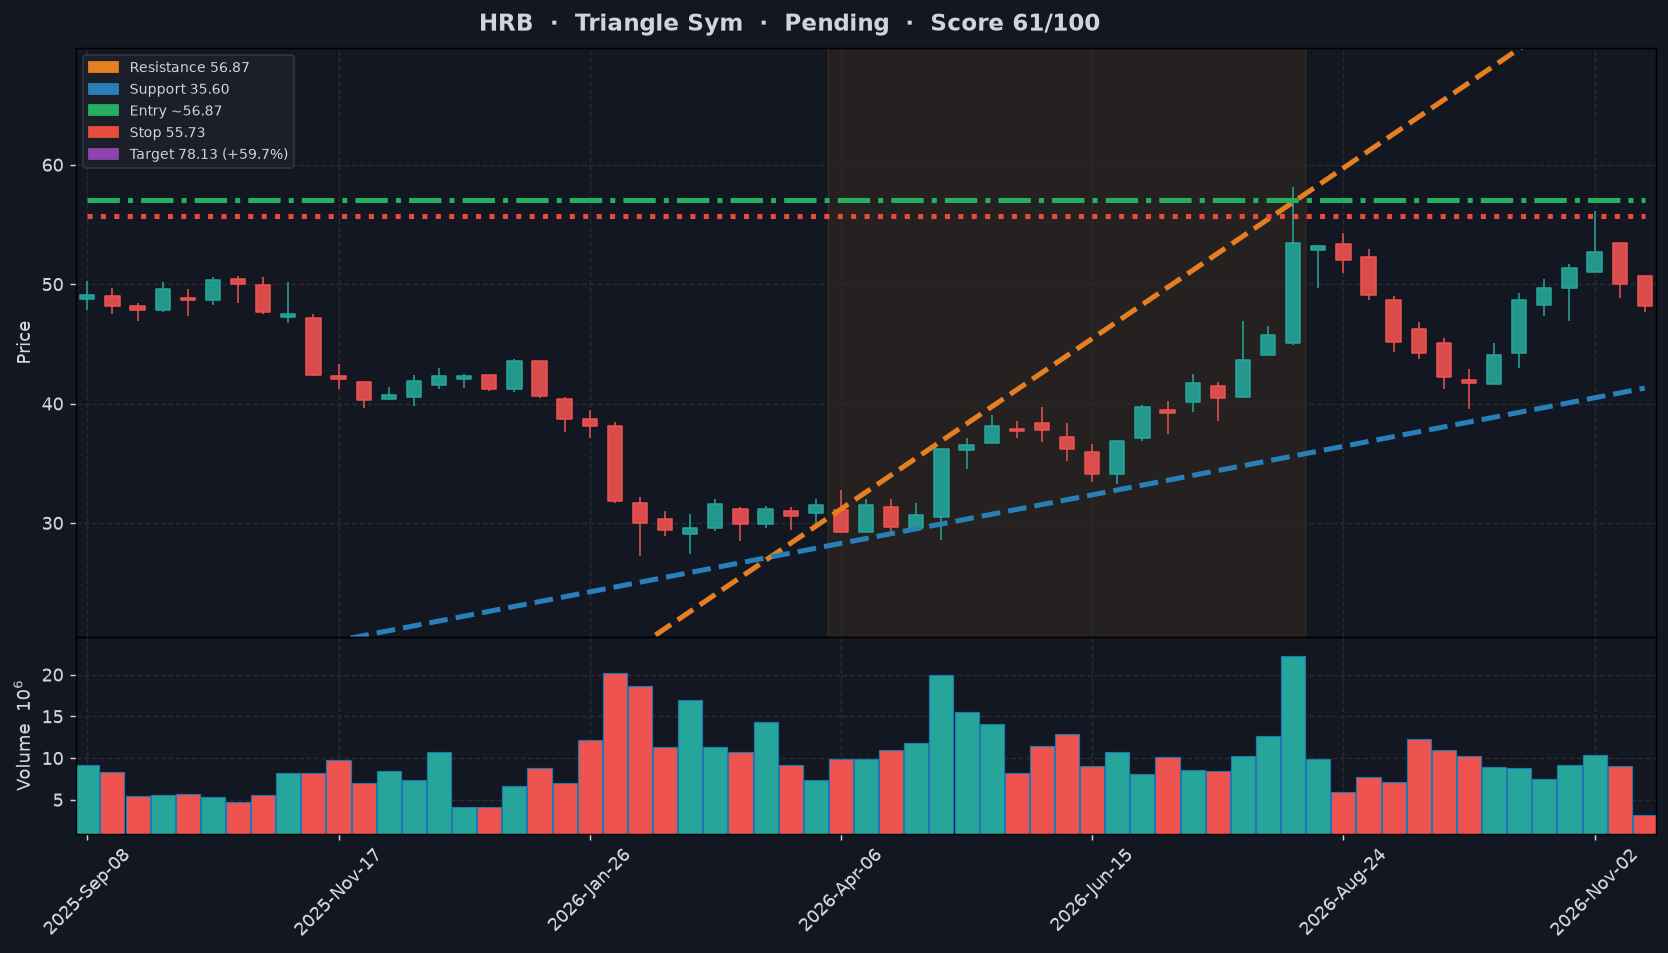 HRB · Triangle Sym · Pending · Score 61/100
Resistance 56.87
Support 35.60
Entry ~56.87
Stop 55.73
Target 78.13 (+59.7%)
60
50
40
30
Price
20
15
10
5
Volume 10⁶
2025-Sep-08
2025-Nov-17
2026-Jan-26
2026-Apr-06
2026-Jun-15
2026-Aug-24
2026-Nov-02